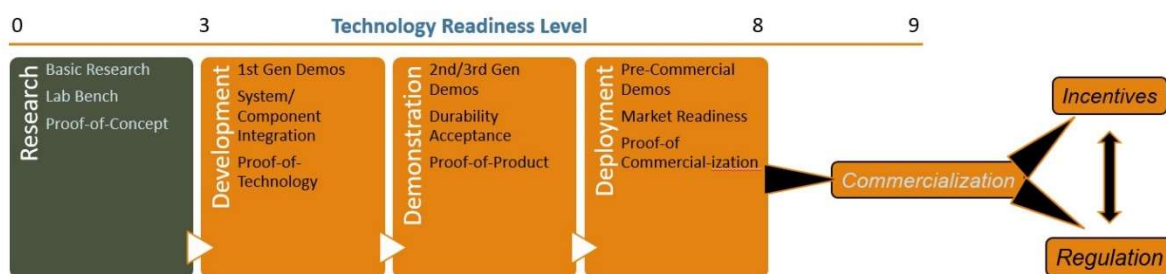 0 3 Technology Readiness Level 8 9
Research
Basic Research
Lab Bench
Proof-of-Concept
Development
1st Gen Demos
System/
Component
Integration
Proof-of-
Technology
Demonstration
2nd/3rd Gen
Demos
Durability
Acceptance
Proof-of-Product
Deployment
Pre-Commercial
Demos
Market Readiness
Proof-of
Commercial-ization
Commercialization
Incentives
Regulation